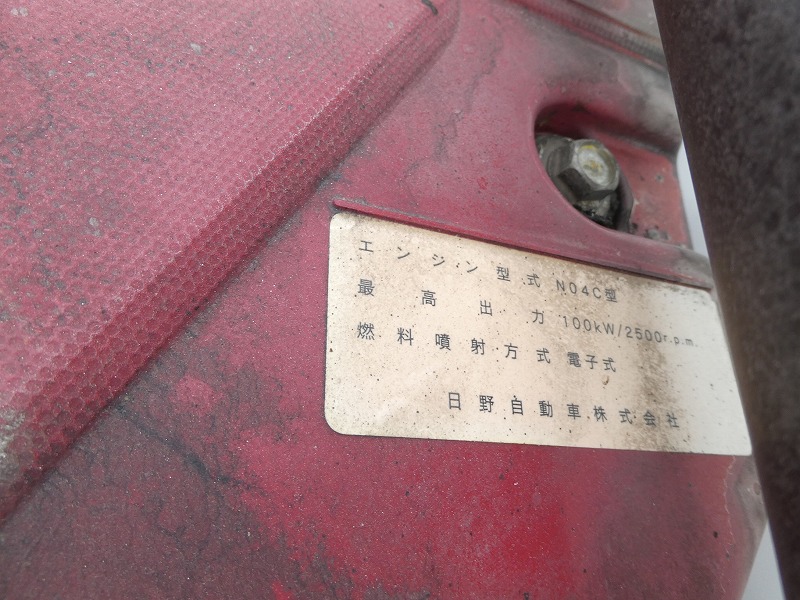 エンジン型式 N04C型
最高出力 100kW/2500r.p.m.
燃料噴射方式 電子式
日野自動車株式会社